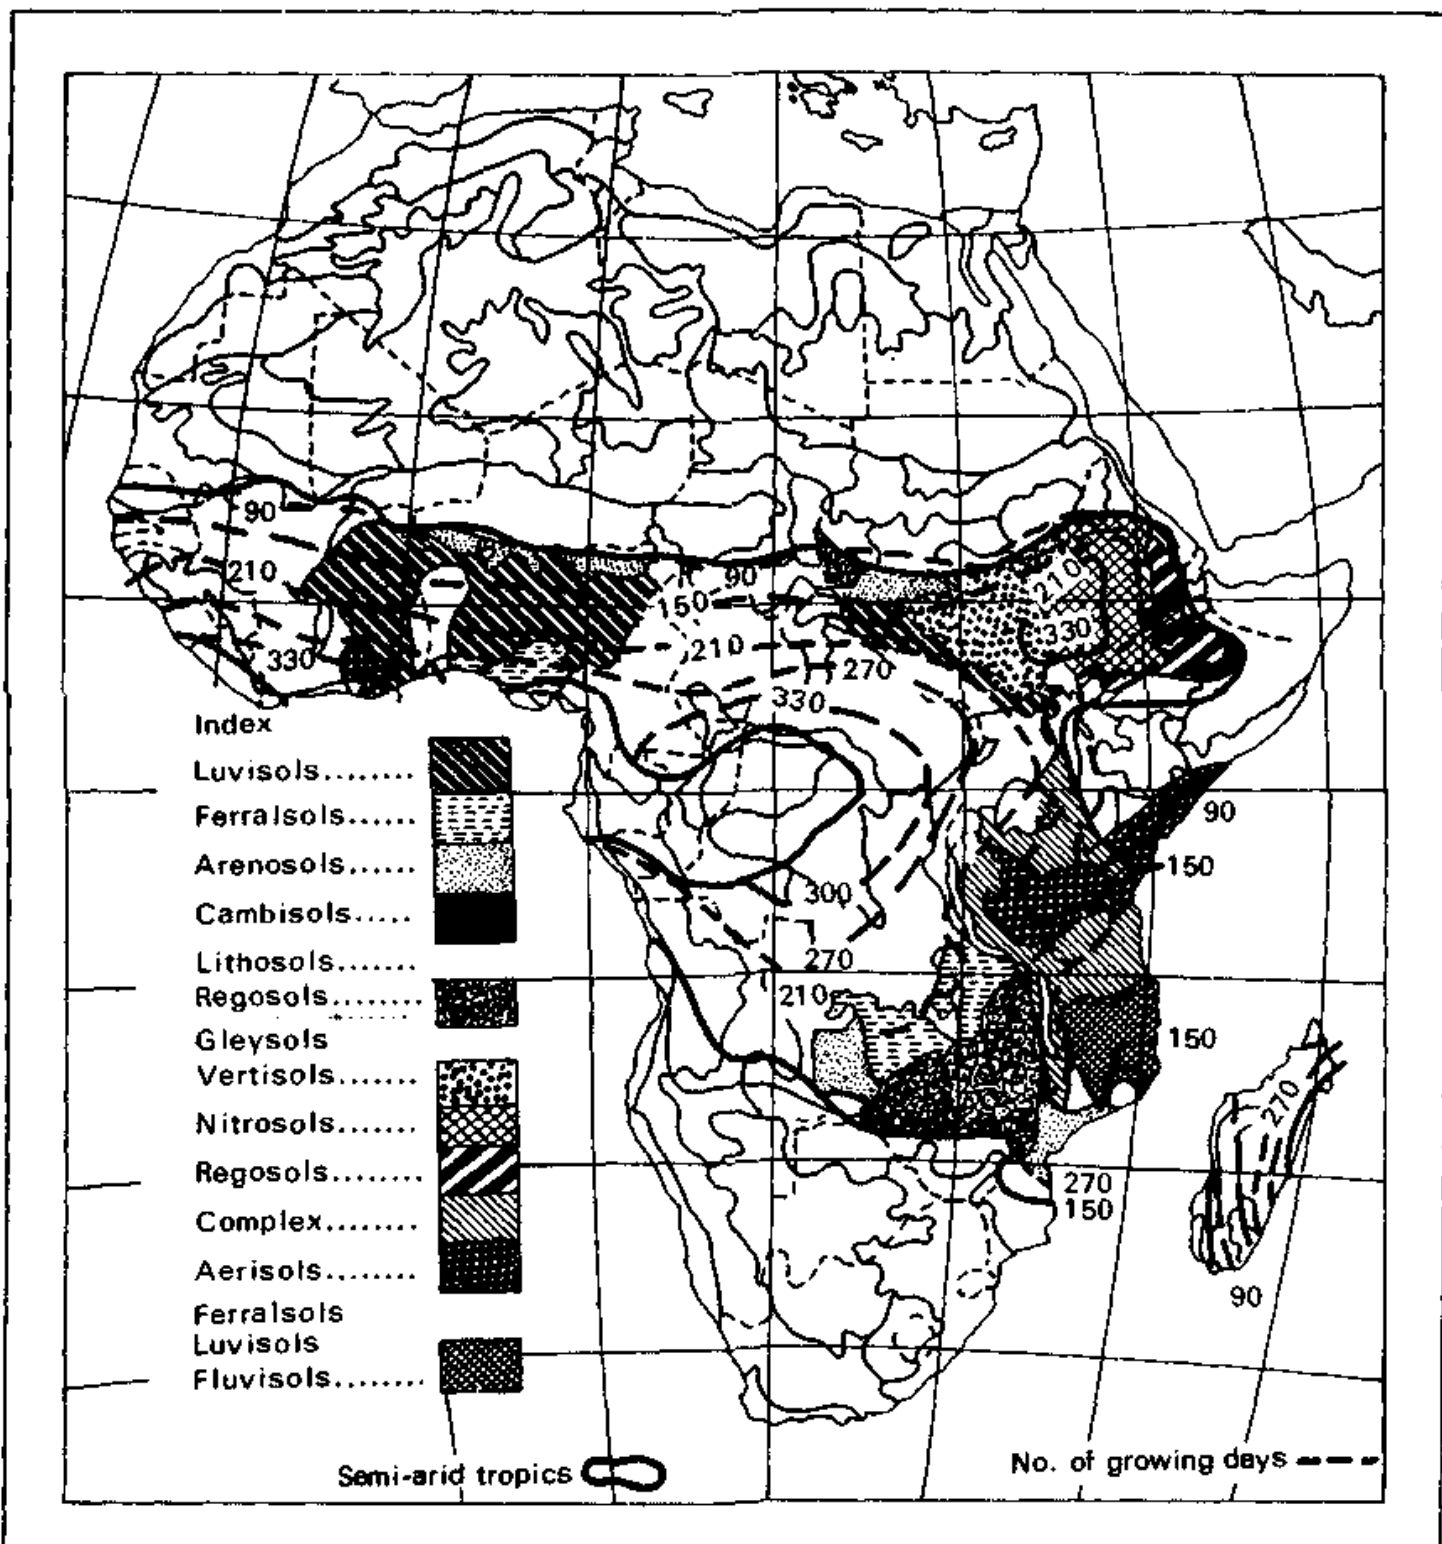 90
210
330
90
150
210
270
330
210
330
300
270
210
90
150
150
270
150
270
90
Index
Luvisols........
Ferralsols......
Arenosols......
Cambisols.....
Lithosols.......
Regosols........
Gleysols
Vertisols.......
Nitrosols.......
Regosols........
Complex........
Aerisols........
Ferralsols
Luvisols
Fluvisols........
Semi-arid tropics
No. of growing days